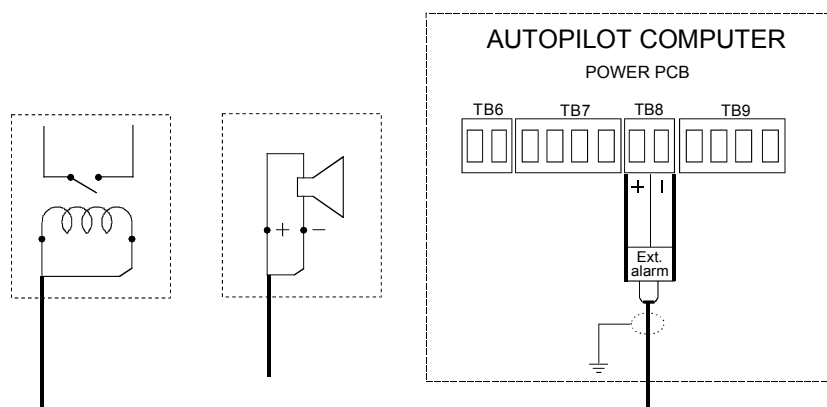 AUTOPILOT COMPUTER
POWER PCB
TB6 TB7 TB8 TB9
+ –
+ –
Ext.
alarm